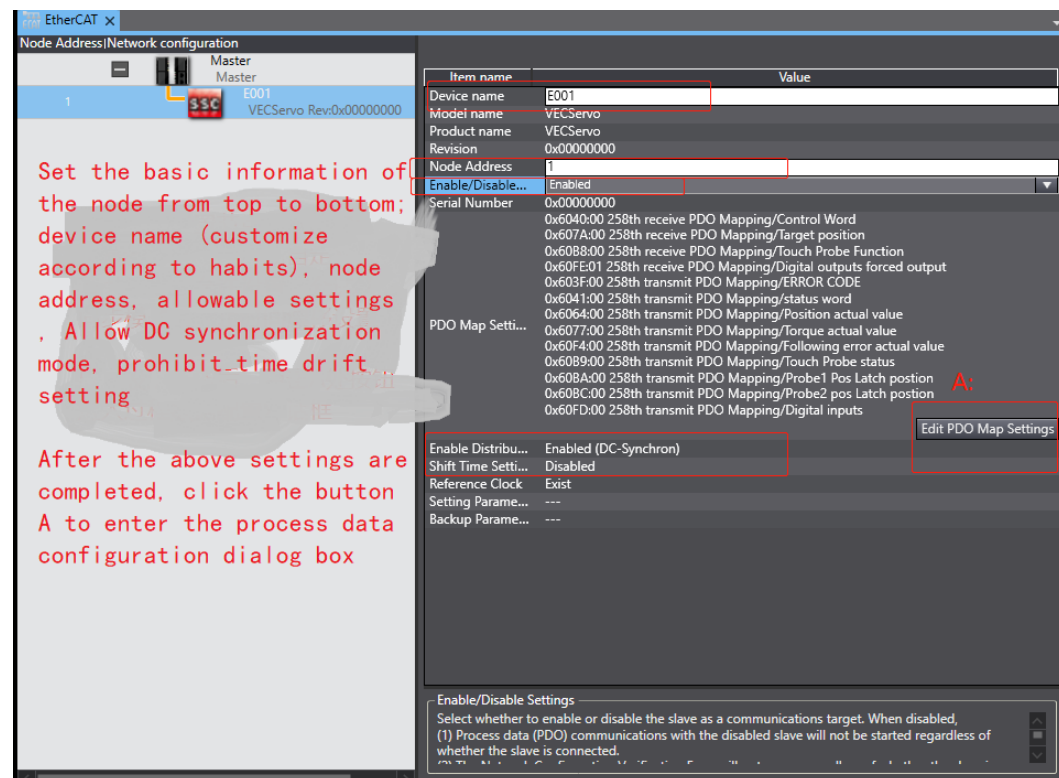 EtherCAT ×
Node Address|Network configuration
Master
Master
1
E001
VECServo Rev:0x00000000
SSC
Set the basic information of
the node from top to bottom;
device name (customize
according to habits), node
address, allowable settings
, Allow DC synchronization
mode, prohibit time drift
setting
After the above settings are
completed, click the button
A to enter the process data
configuration dialog box
Item name Value
Device name E001
Model name VECServo
Product name VECServo
Revision 0x00000000
Node Address 1
Enable/Disable... Enabled
Serial Number 0x00000000
PDO Map Setti...
0x6040:00 258th receive PDO Mapping/Control Word
0x607A:00 258th receive PDO Mapping/Target position
0x60B8:00 258th receive PDO Mapping/Touch Probe Function
0x60FE:01 258th receive PDO Mapping/Digital outputs forced output
0x603F:00 258th transmit PDO Mapping/ERROR CODE
0x6041:00 258th transmit PDO Mapping/status word
0x6064:00 258th transmit PDO Mapping/Position actual value
0x6077:00 258th transmit PDO Mapping/Torque actual value
0x60F4:00 258th transmit PDO Mapping/Following error actual value
0x60B9:00 258th transmit PDO Mapping/Touch Probe status
0x60BA:00 258th transmit PDO Mapping/Probe1 Pos Latch postion
0x60BC:00 258th transmit PDO Mapping/Probe2 pos Latch postion
0x60FD:00 258th transmit PDO Mapping/Digital inputs
A:
Edit PDO Map Settings
Enable Distribu... Enabled (DC-Synchron)
Shift Time Setti... Disabled
Reference Clock Exist
Setting Parame... ---
Backup Parame... ---
Enable/Disable Settings
Select whether to enable or disable the slave as a communications target. When disabled,
(1) Process data (PDO) communications with the disabled slave will not be started regardless of
whether the slave is connected.